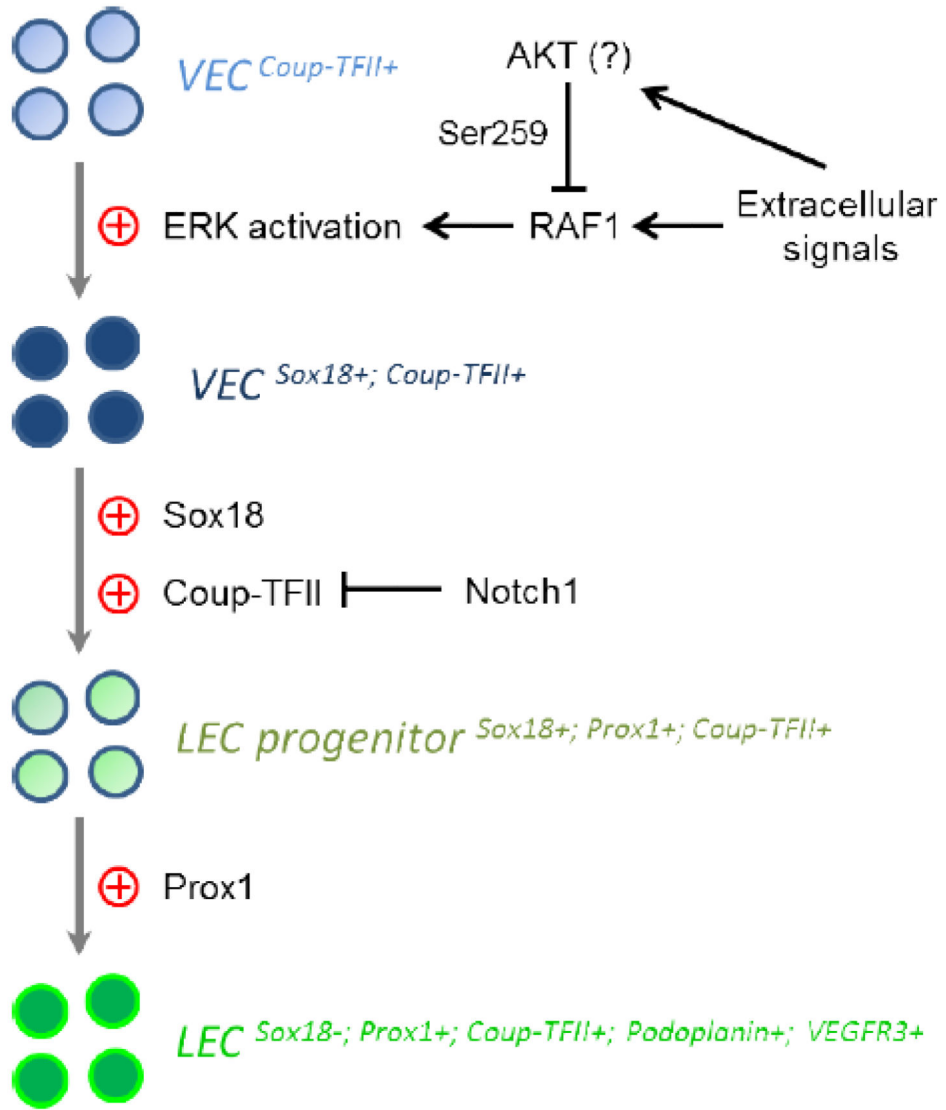 VEC Coup-TFII+
AKT (?)
Ser259
ERK activation
RAF1
Extracellular
signals
VEC Sox18+; Coup-TFII+
Sox18
Coup-TFII
Notch1
LEC progenitor Sox18+; Prox1+; Coup-TFII+
Prox1
LEC Sox18-; Prox1+; Coup-TFII+; Podoplanin+; VEGFR3+